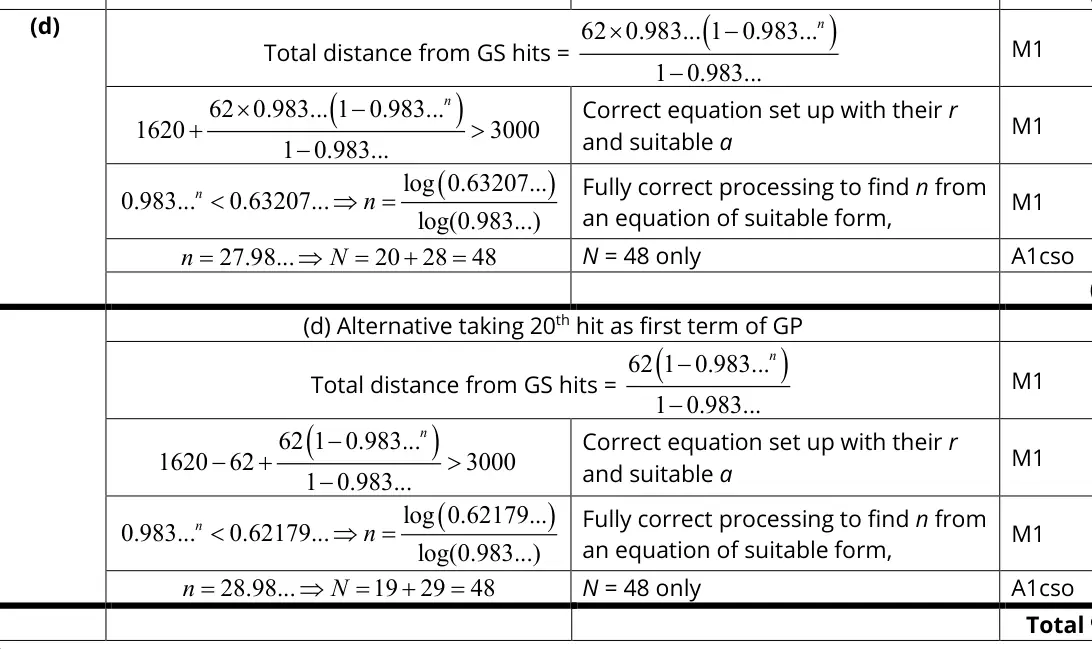 (d)
Total distance from GS hits = 62×0.983...(1−0.983...ⁿ) / 1−0.983...
M1
1620+ 62×0.983...(1−0.983...ⁿ) / 1−0.983... > 3000
Correct equation set up with their r
and suitable a
M1
0.983...ⁿ < 0.63207... ⇒ n = log(0.63207...) / log(0.983...)
Fully correct processing to find n from
an equation of suitable form,
M1
n = 27.98... ⇒ N = 20+28 = 48
N = 48 only
A1cso
(
(d) Alternative taking 20th hit as first term of GP
Total distance from GS hits = 62(1−0.983...ⁿ) / 1−0.983...
M1
1620−62+ 62(1−0.983...ⁿ) / 1−0.983... > 3000
Correct equation set up with their r
and suitable a
M1
0.983...ⁿ < 0.62179... ⇒ n = log(0.62179...) / log(0.983...)
Fully correct processing to find n from
an equation of suitable form,
M1
n = 28.98... ⇒ N = 19+29 = 48
N = 48 only
A1cso
Total